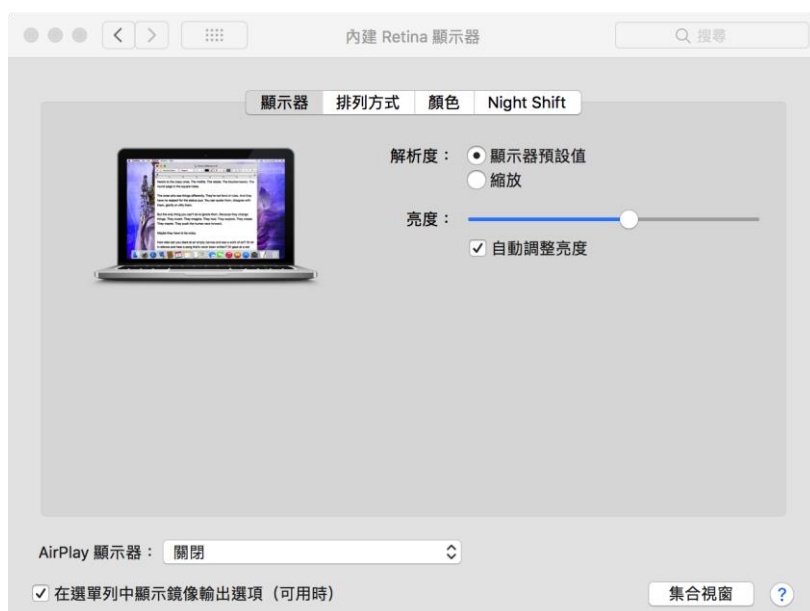 內建 Retina 顯示器
搜尋
顯示器 排列方式 顏色 Night Shift
解析度： 顯示器預設值
縮放
亮度：
自動調整亮度
AirPlay 顯示器： 關閉
在選單列中顯示鏡像輸出選項（可用時）
集合視窗 ?